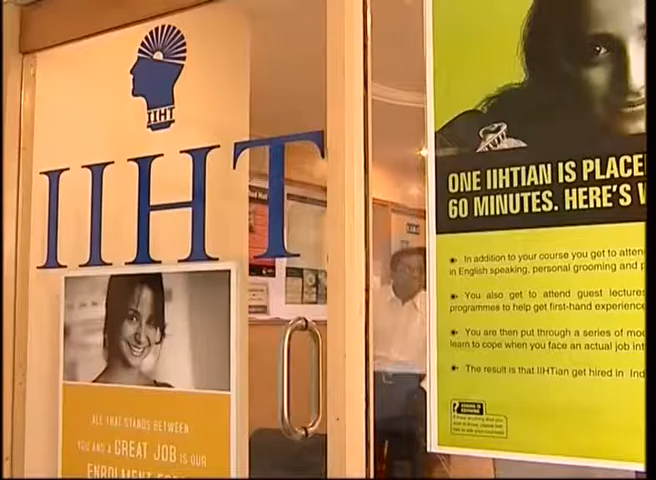 IIHT
IIHT
ALL THAT STANDS BETWEEN
YOU AND A GREAT JOB IS OUR
ENROLMENT
ONE IIHTIAN IS PLACE
60 MINUTES. HERE'S
In addition to your course you get to atten
in English speaking, personal grooming and
You also get to attend guest lectures
programmes to help get first-hand experience
You are then put through a series of mo
learn to cope when you face an actual job int
The result is that IIHTian get hired in Ind